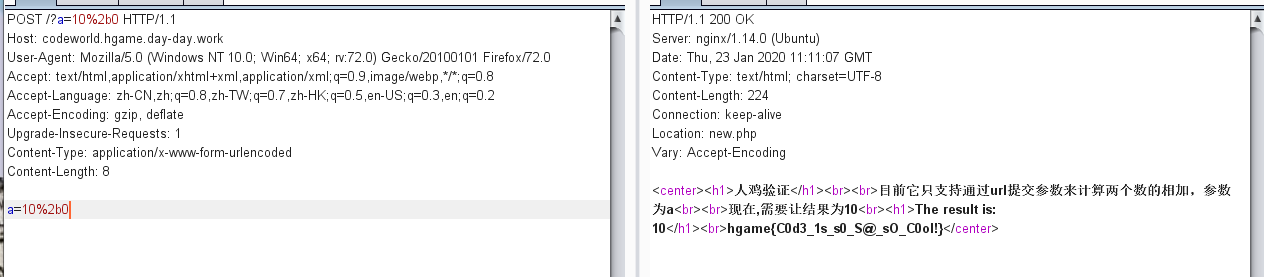 POST /?a=10%2b0 HTTP/1.1
Host: codeworld.hgame.day-day.work
User-Agent: Mozilla/5.0 (Windows NT 10.0; Win64; x64; rv:72.0) Gecko/20100101 Firefox/72.0
Accept: text/html,application/xhtml+xml,application/xml;q=0.9,image/webp,*/*;q=0.8
Accept-Language: zh-CN,zh;q=0.8,zh-TW;q=0.7,zh-HK;q=0.5,en-US;q=0.3,en;q=0.2
Accept-Encoding: gzip, deflate
Upgrade-Insecure-Requests: 1
Content-Type: application/x-www-form-urlencoded
Content-Length: 8
a=10%2b0
HTTP/1.1 200 OK
Server: nginx/1.14.0 (Ubuntu)
Date: Thu, 23 Jan 2020 11:11:07 GMT
Content-Type: text/html; charset=UTF-8
Content-Length: 224
Connection: keep-alive
Location: new.php
Vary: Accept-Encoding
<center><h1>人鸡验证</h1><br><br>目前它只支持通过url提交参数来计算两个数的相加，参数
为a<br><br>现在,需要让结果为10<br><h1>The result is:
10</h1><br>hgame{C0d3_1s_s0_S@_sO_C0ol!}</center>